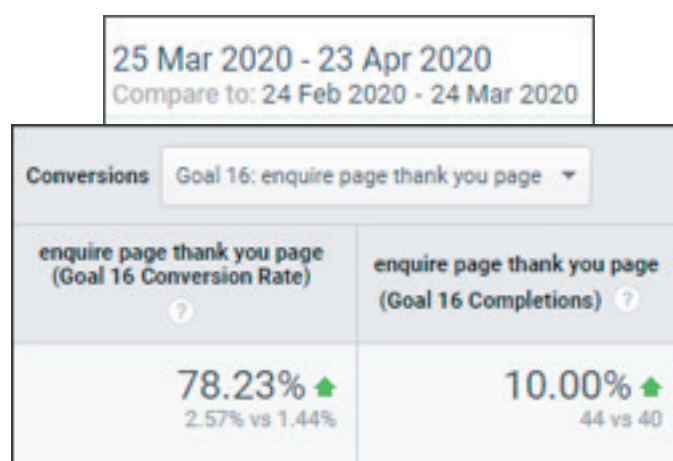 25 Mar 2020 - 23 Apr 2020
Compare to: 24 Feb 2020 - 24 Mar 2020
Conversions Goal 16: enquire page thank you page
enquire page thank you page
(Goal 16 Conversion Rate)
?
enquire page thank you page
(Goal 16 Completions) ?
78.23%
2.57% vs 1.44%
10.00%
44 vs 40